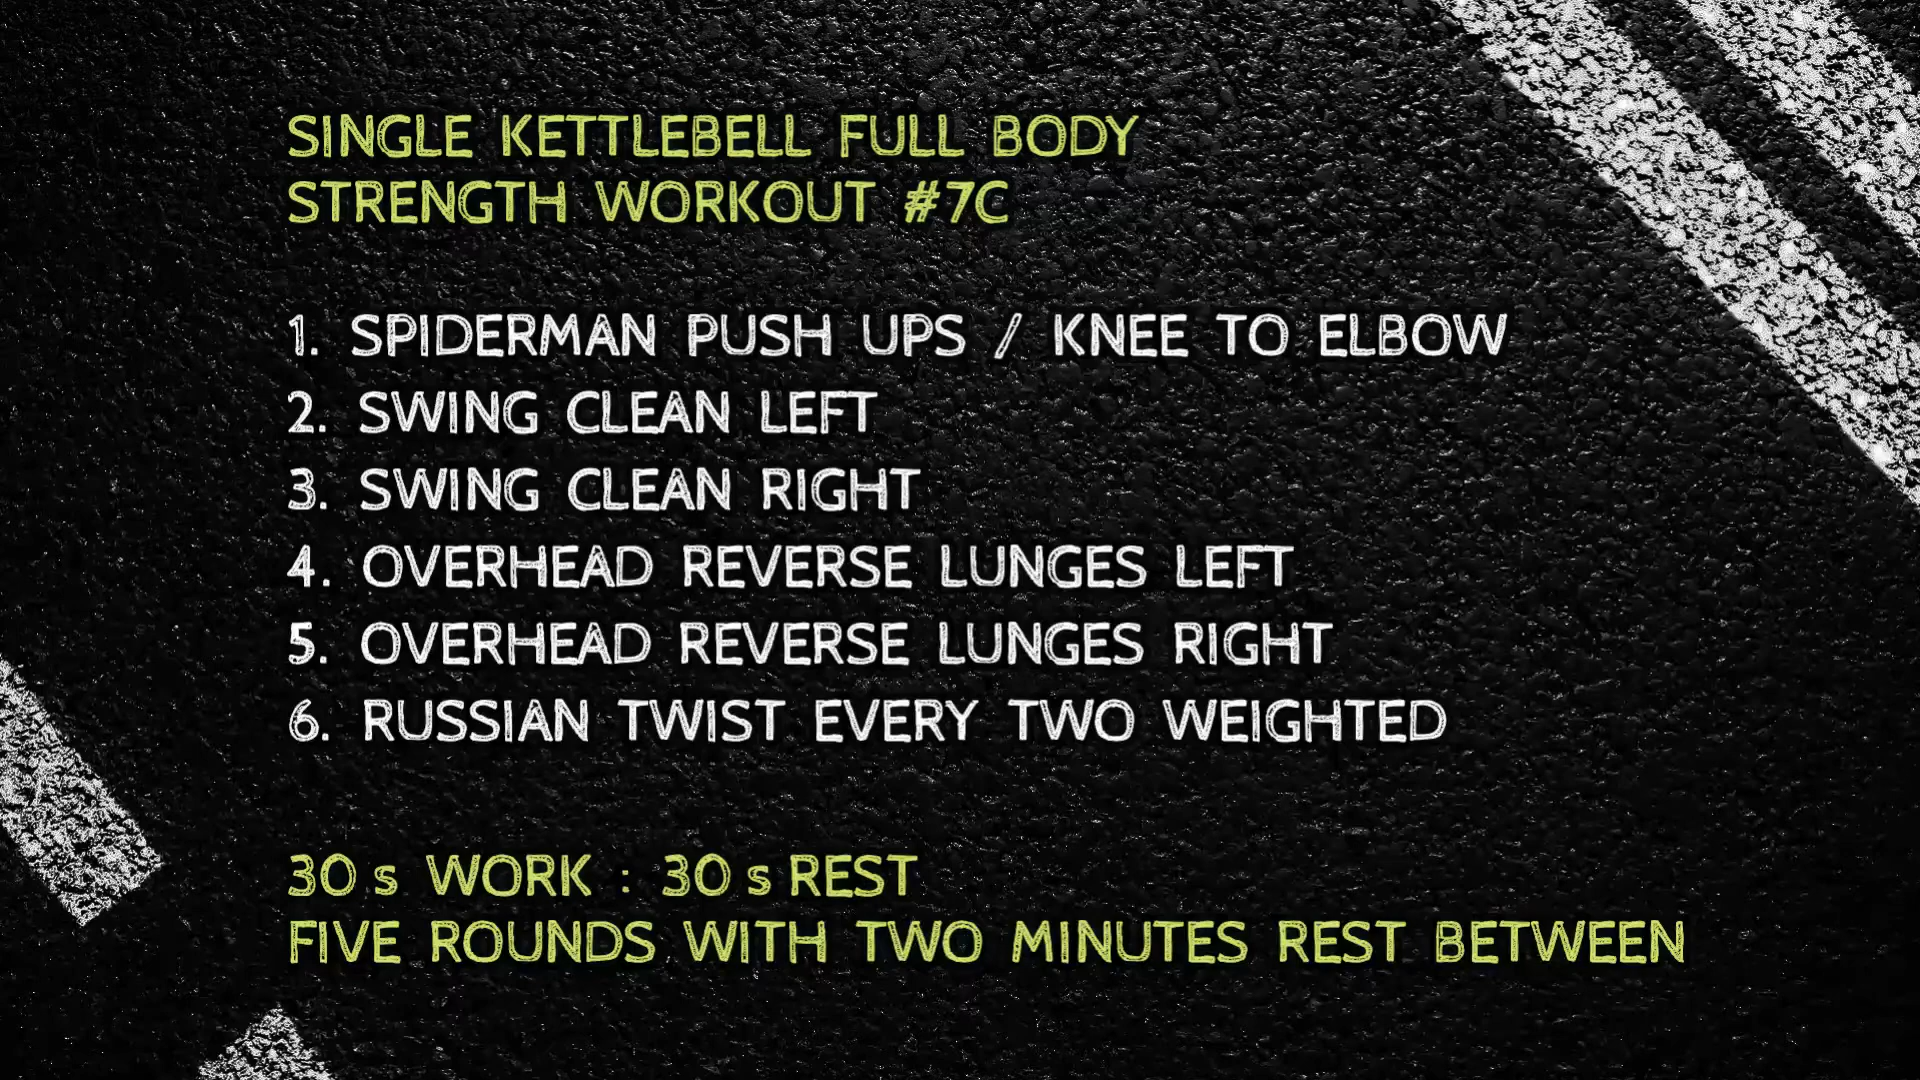 SINGLE KETTLEBELL FULL BODY
STRENGTH WORKOUT #7C
1. SPIDERMAN PUSH UPS / KNEE TO ELBOW
2. SWING CLEAN LEFT
3. SWING CLEAN RIGHT
4. OVERHEAD REVERSE LUNGES LEFT
5. OVERHEAD REVERSE LUNGES RIGHT
6. RUSSIAN TWIST EVERY TWO WEIGHTED
30 s WORK : 30 s REST
FIVE ROUNDS WITH TWO MINUTES REST BETWEEN